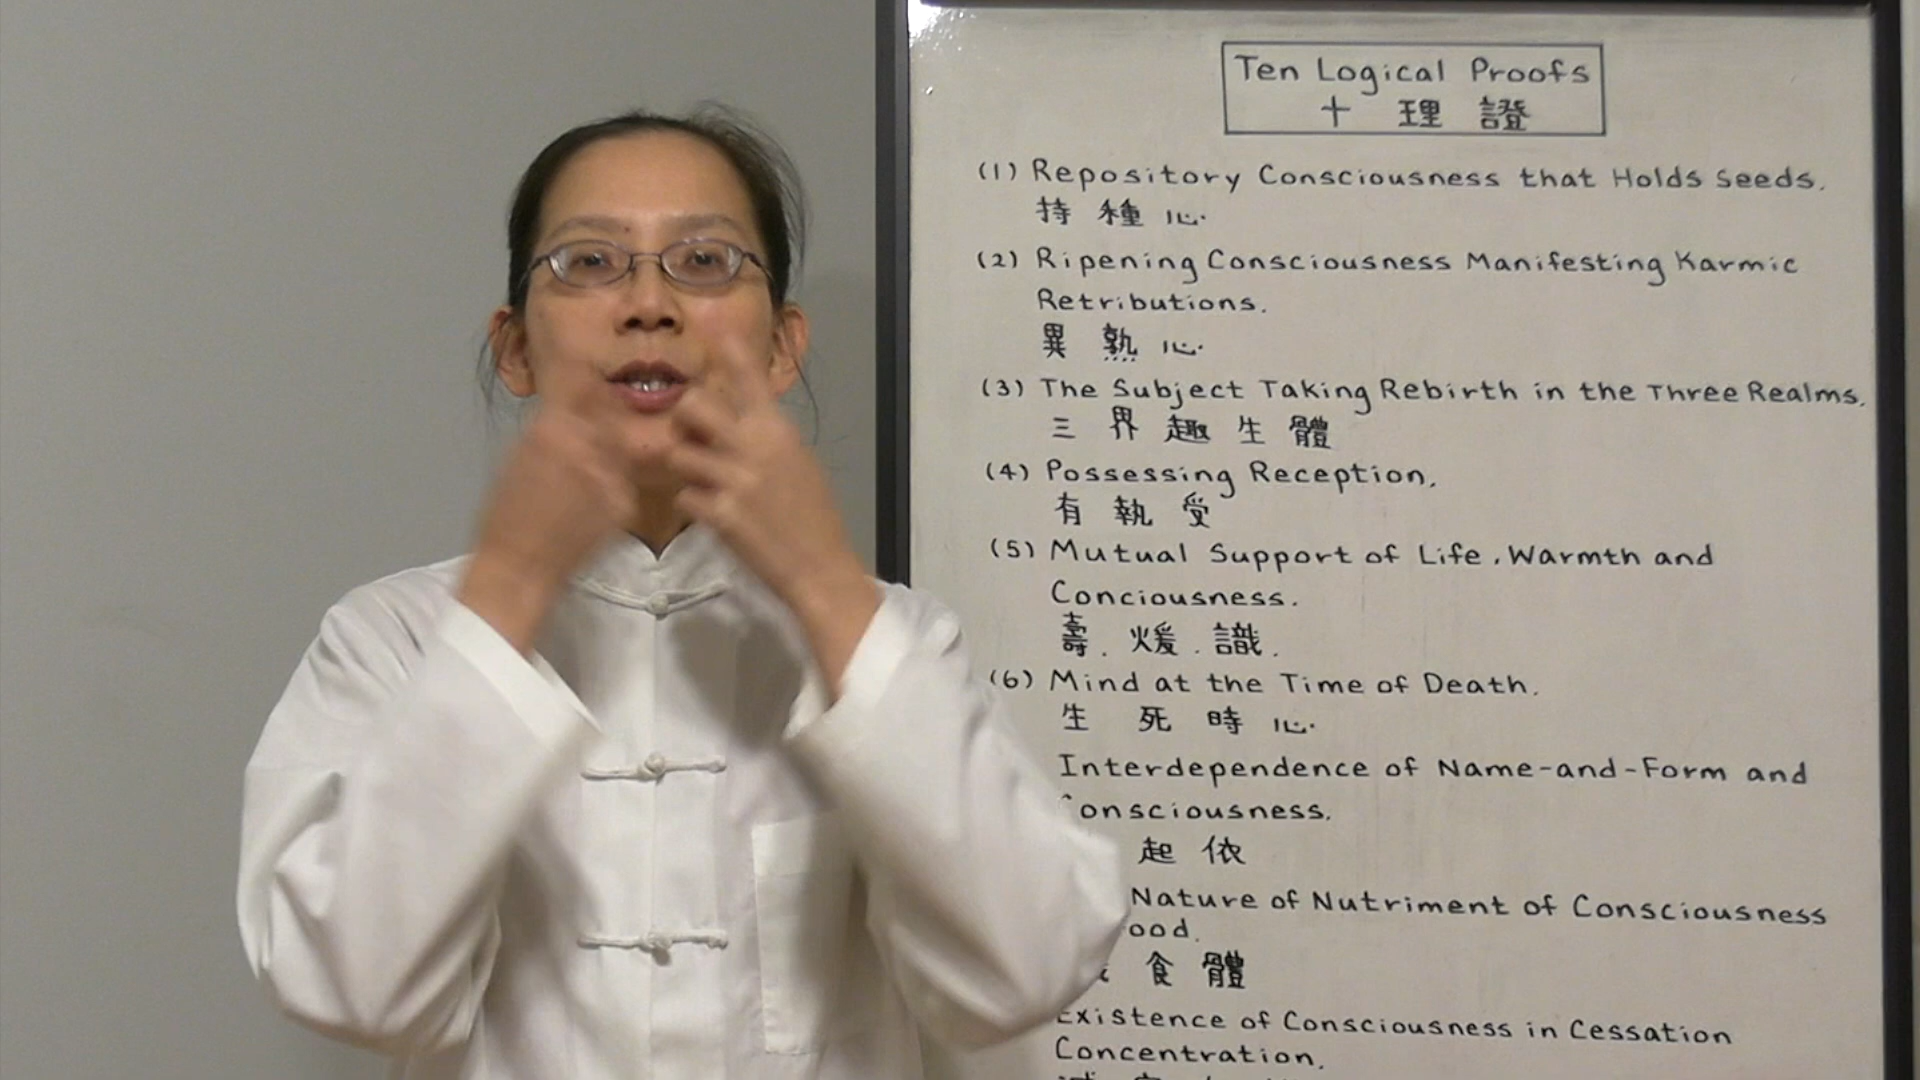 Ten Logical Proofs
十 理 證
(1) Repository Consciousness that Holds Seeds.
持 種 心.
(2) Ripening Consciousness Manifesting Karmic
Retributions.
異 熟 心.
(3) The Subject Taking Rebirth in the Three Realms.
三 界 趣 生 體
(4) Possessing Reception.
有 執 受
(5) Mutual Support of Life, Warmth and
Conciousness.
壽. 煖. 識.
(6) Mind at the Time of Death.
生 死 時 心.
Interdependence of Name-and-Form and
onsciousness.
起 依
Nature of Nutriment of Consciousness
ood.
食 體
Existence of Consciousness in Cessation
Concentration.